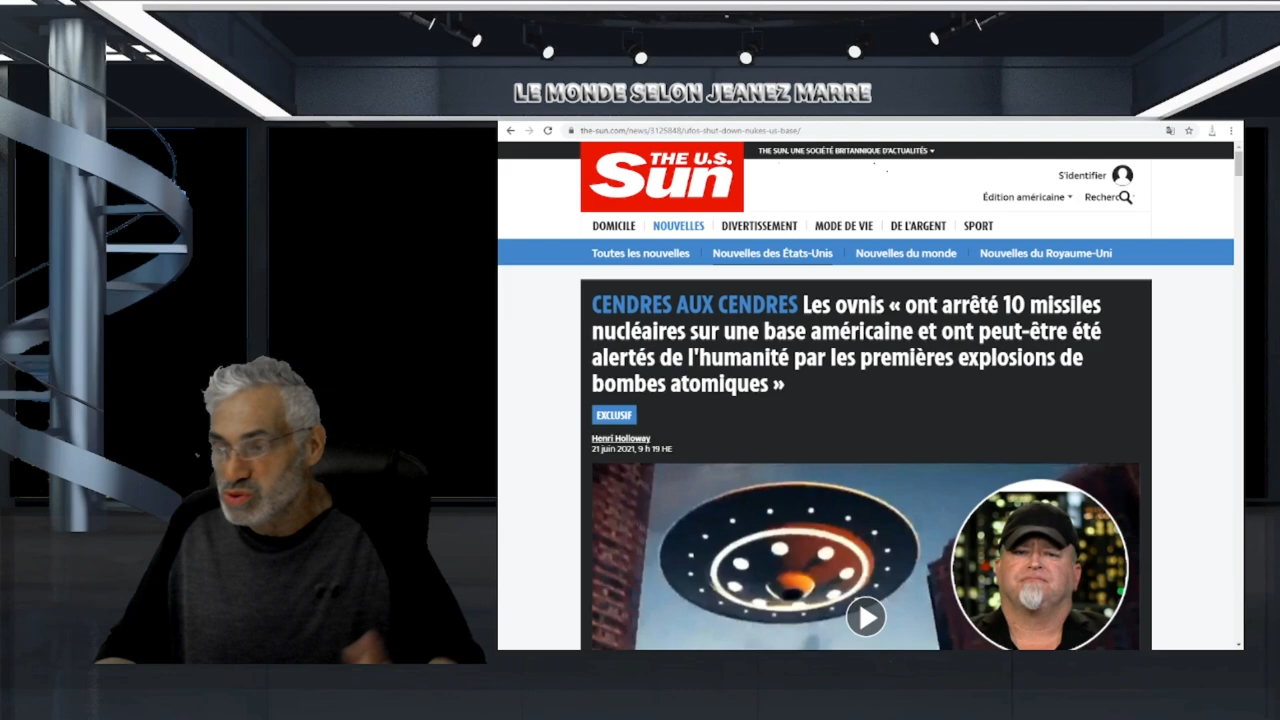 LE MONDE SELON JEANEZ MARRE
the-sun.com/news/3125848/ufos-shut-down-nukes-us-base/
THE SUN, UNE SOCIÉTÉ BRITANNIQUE D'ACTUALITÉS
THE U.S.
Sun
S'identifier
Édition américaine
Recherc
DOMICILE NOUVELLES DIVERTISSEMENT MODE DE VIE DE L'ARGENT SPORT
Toutes les nouvelles Nouvelles des États-Unis Nouvelles du monde Nouvelles du Royaume-Uni
CENDRES AUX CENDRES Les ovnis « ont arrêté 10 missiles
nucléaires sur une base américaine et ont peut-être été
alertés de l'humanité par les premières explosions de
bombes atomiques »
EXCLUSIF
Henri Holloway
21 juin 2021, 9 h 19 HE